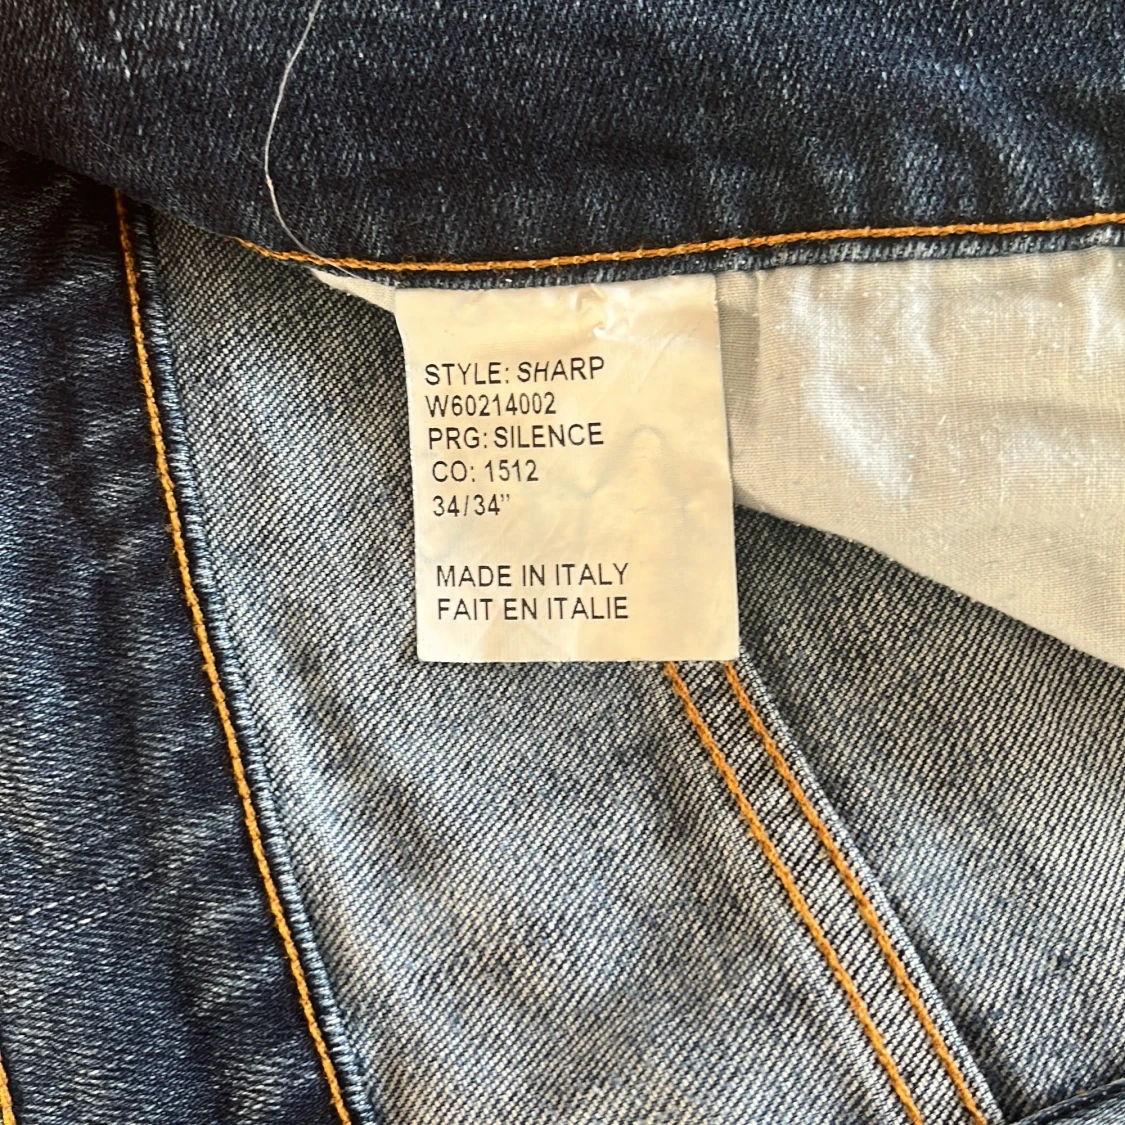 STYLE: SHARP
W60214002
PRG: SILENCE
CO: 1512
34/34”
MADE IN ITALY
FAIT EN ITALIE